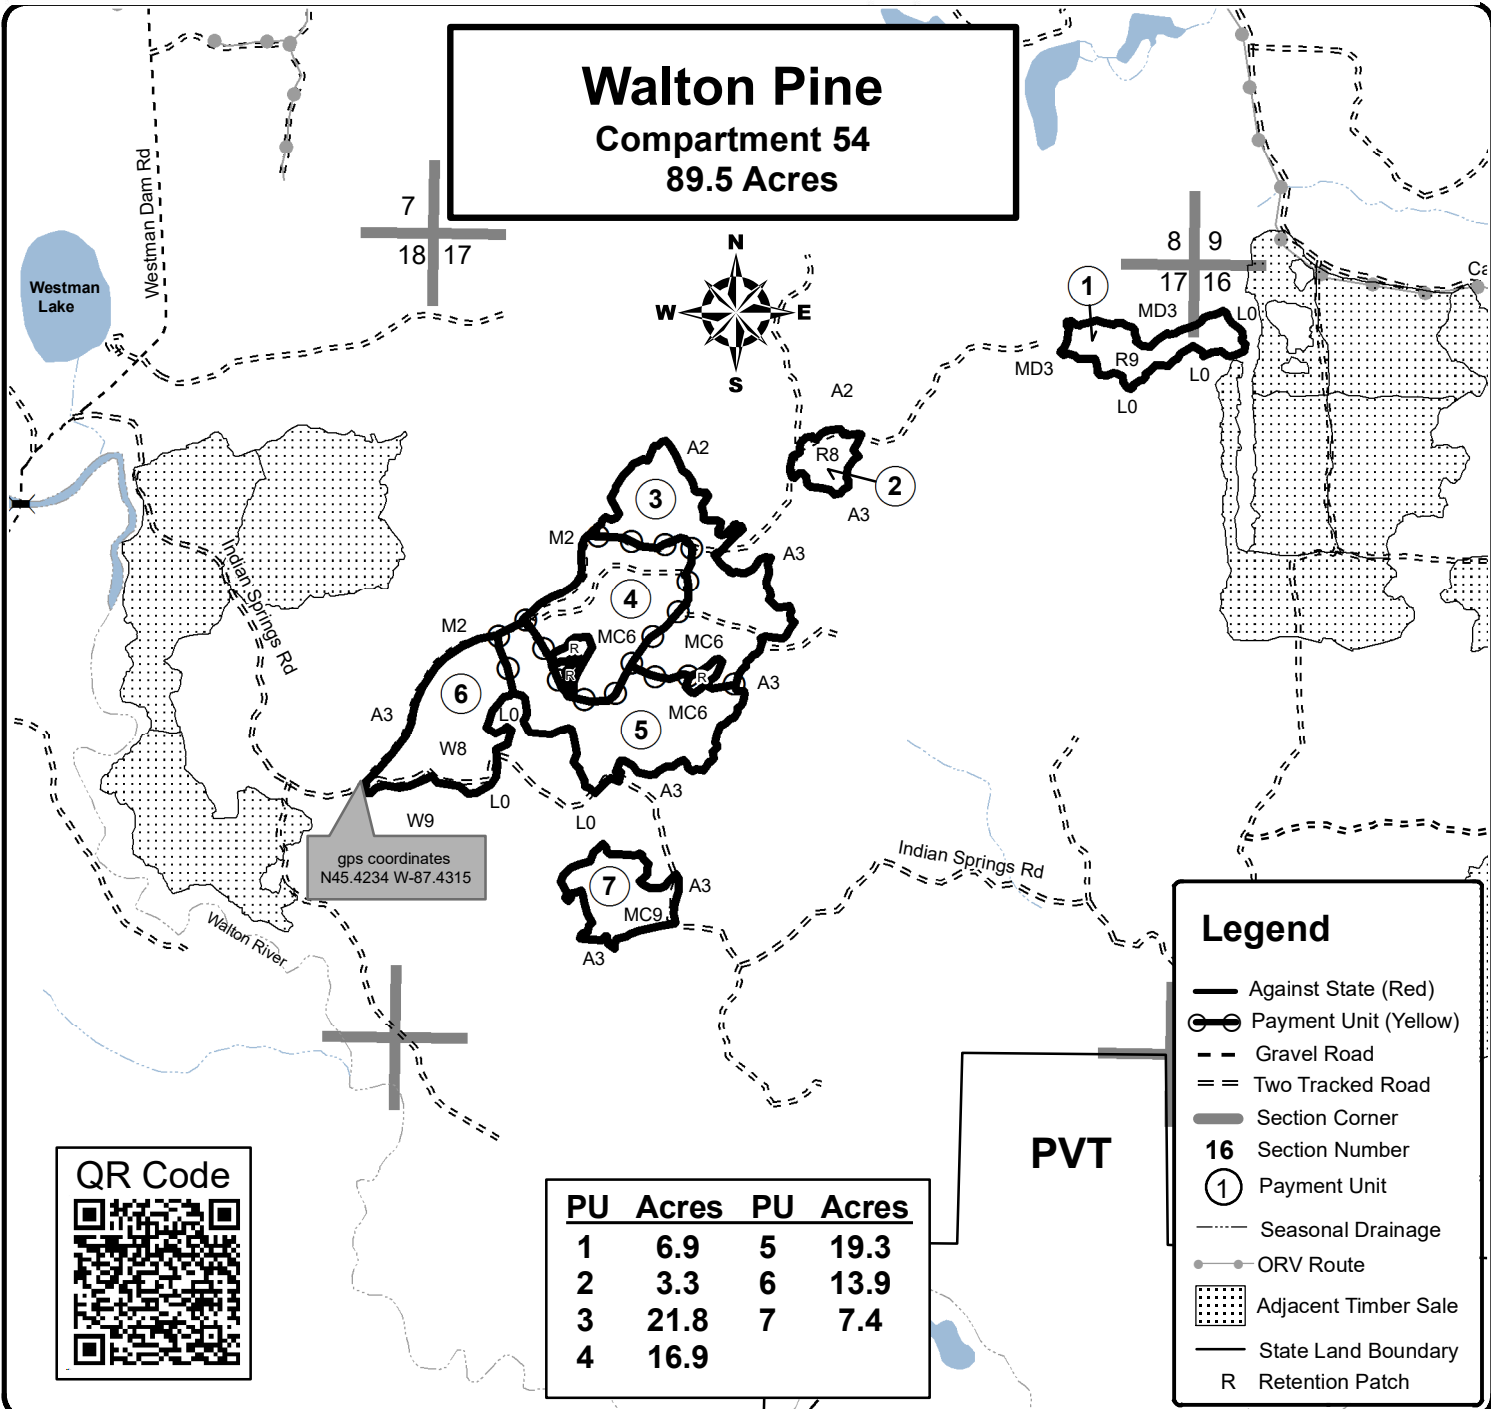 Walton Pine
Compartment 54
89.5 Acres
Westman Dam Rd
7
18 17
8 9
17 16
Westman
Lake
N
W E
S
1
MD3
L0
MD3
R9
L0
L0
Ca
A2
R8
2
A3
A2
3
M2
A3
4
M2
MC6
MC6
R
R
R
A3
Indian Springs Rd
6
A3
L0
MC6
5
W8
L0
A3
W9
L0
gps coordinates
N45.4234 W-87.4315
7
A3
MC9
A3
Indian Springs Rd
Walton River
PVT
Legend
Against State (Red)
Payment Unit (Yellow)
Gravel Road
Two Tracked Road
Section Corner
16 Section Number
1 Payment Unit
Seasonal Drainage
ORV Route
Adjacent Timber Sale
State Land Boundary
R Retention Patch
QR Code
PU Acres PU Acres
1 6.9 5 19.3
2 3.3 6 13.9
3 21.8 7 7.4
4 16.9